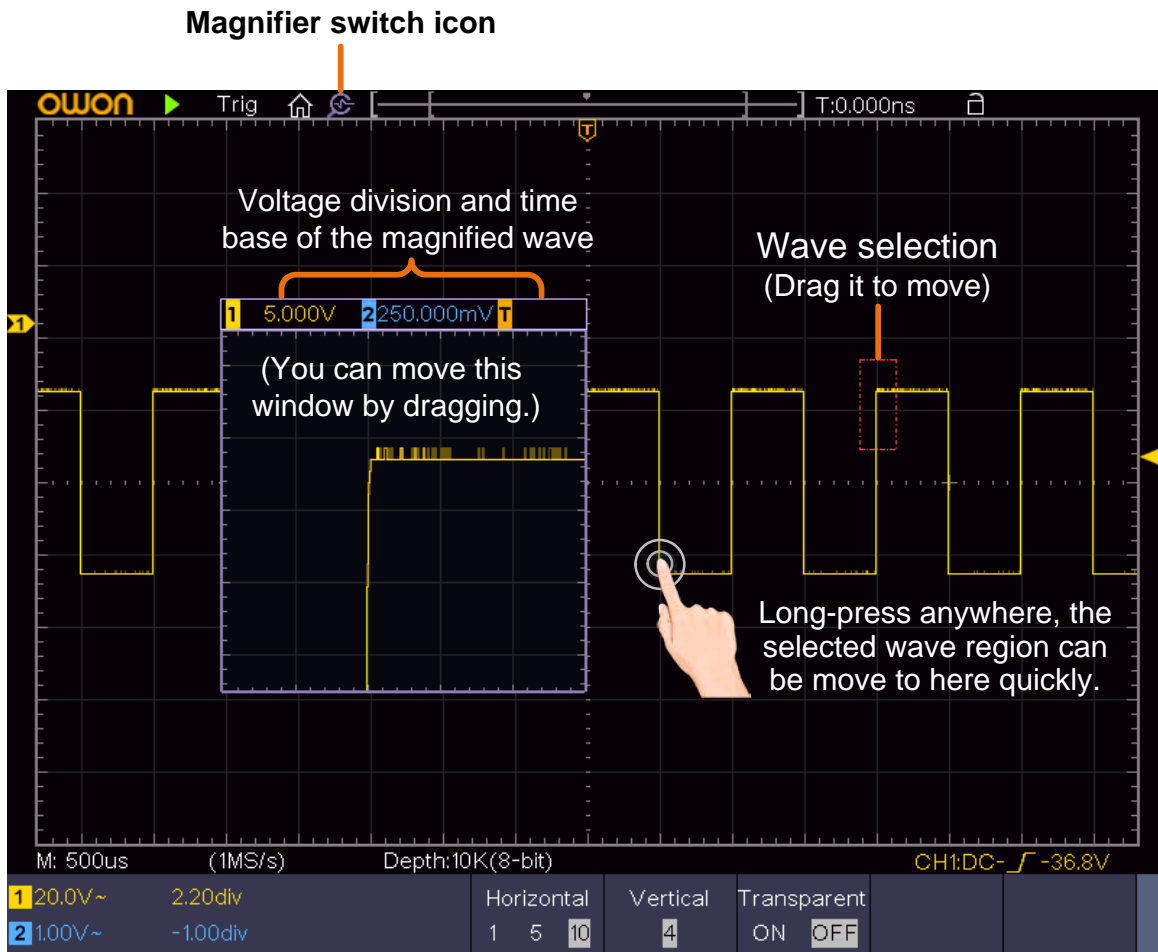 Magnifier switch icon
OWON Trig T:0.000ns
T
Voltage division and time
base of the magnified wave
Wave selection
(Drag it to move)
1
1 5.000V 2 250.000mV T
(You can move this
window by dragging.)
Long-press anywhere, the
selected wave region can
be move to here quickly.
M: 500us (1MS/s) Depth:10K(8-bit) CH1:DC- -36.8V
1 20.0V~ 2.20div Horizontal Vertical Transparent
2 1.00V~ -1.00div 1 5 10 4 ON OFF